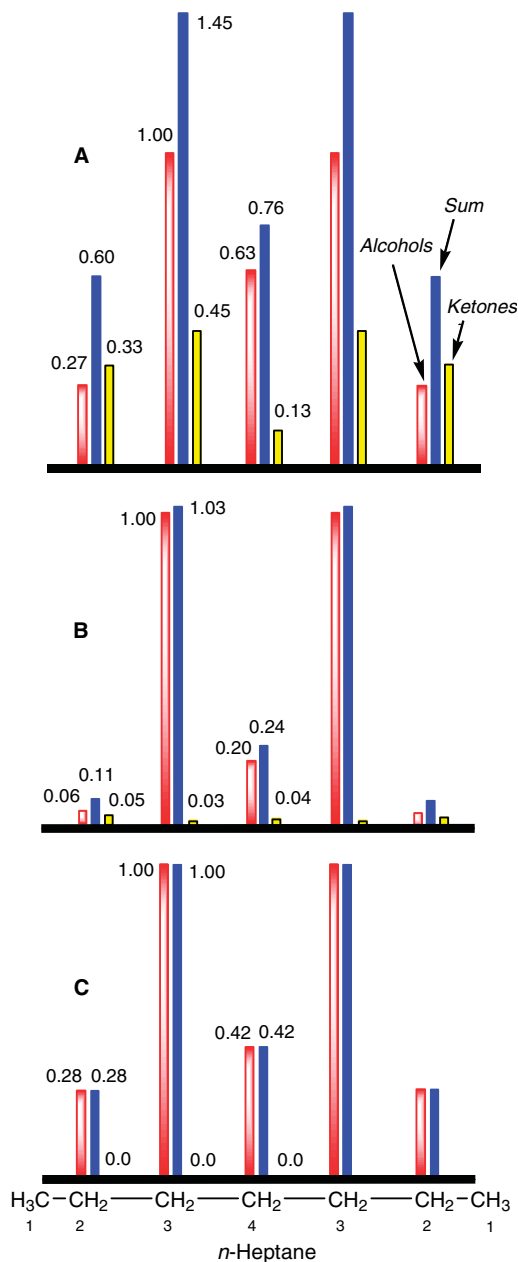 1.45
1.00
A
0.76
Sum
0.63
Alcohols
0.60
Ketones
0.33
0.27
0.45
0.13
1.00
1.03
B
0.24
0.20
0.11
0.06
0.05
0.03
0.04
1.00
1.00
C
0.42 0.42
0.28 0.28
0.0
0.0
0.0
H3C—CH2—CH2—CH2—CH2—CH2—CH3
1 2 3 4 3 2 1
n-Heptane